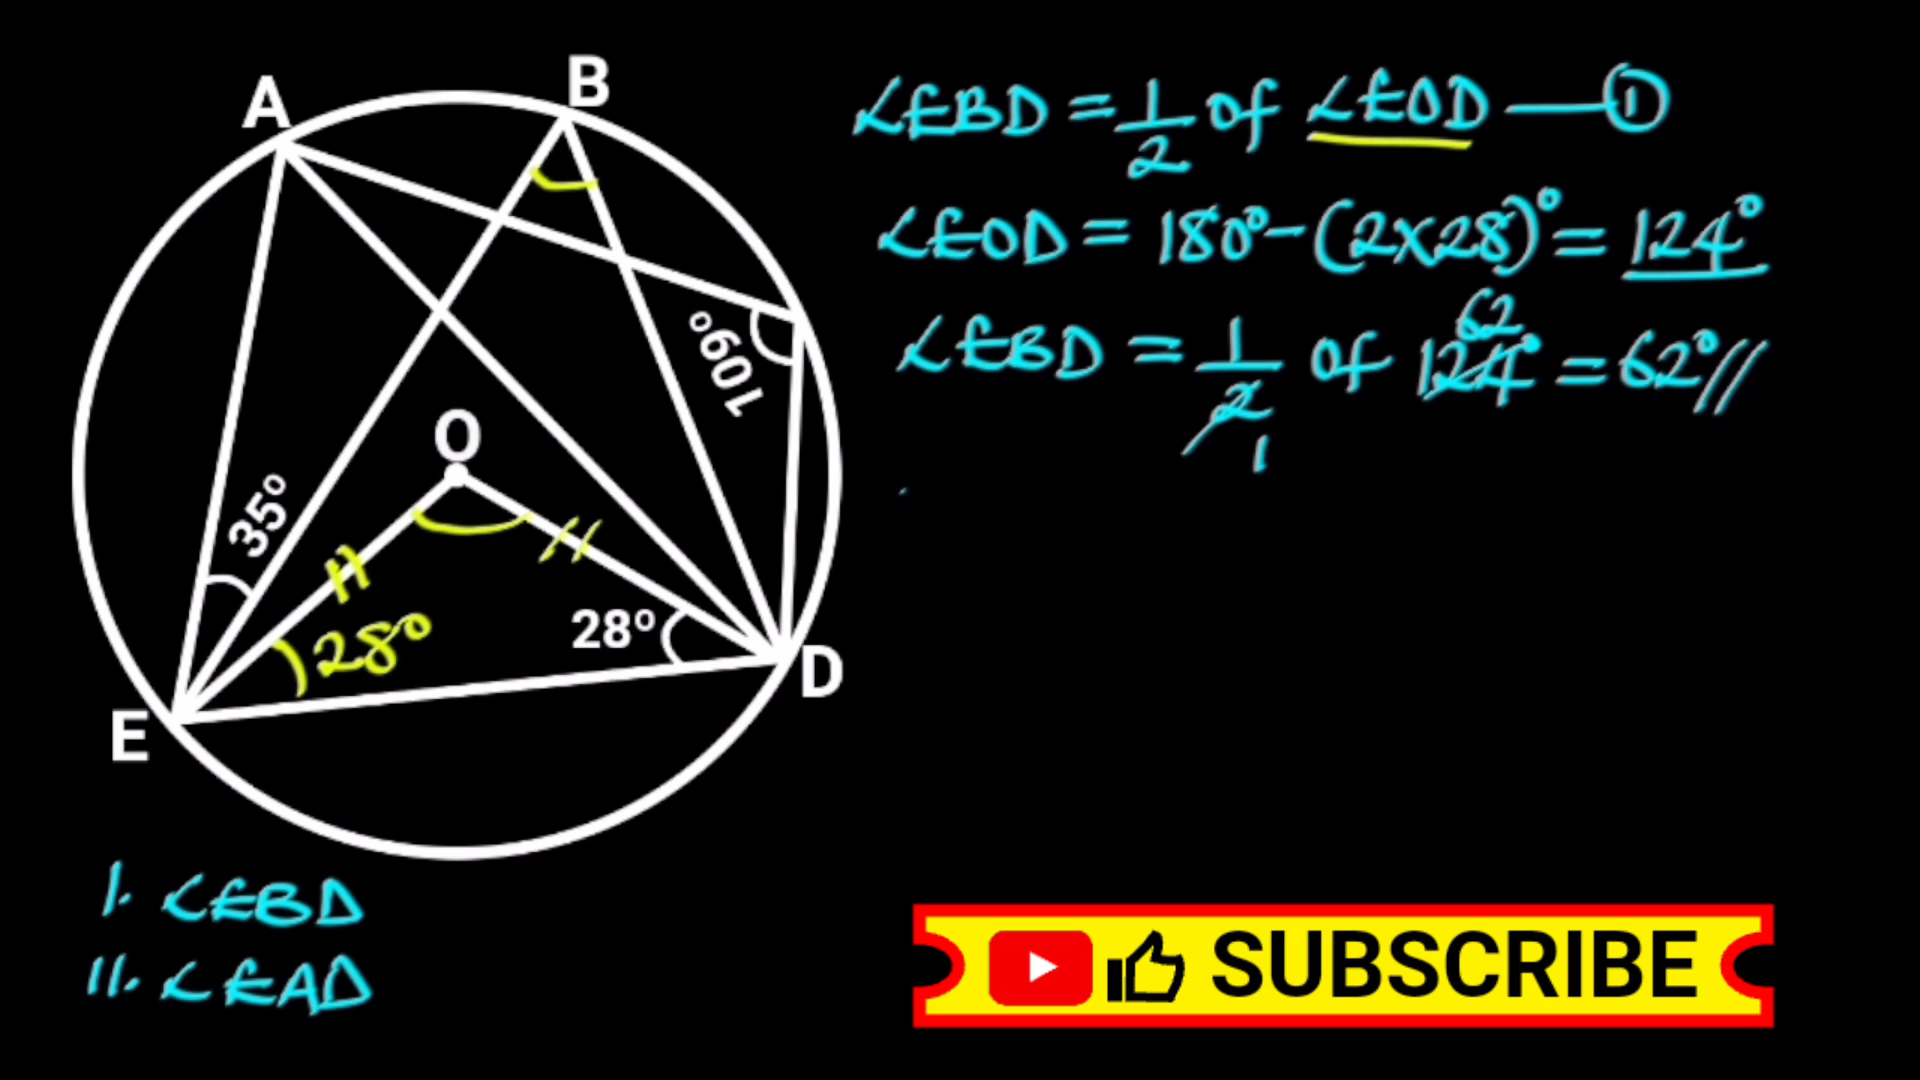 A
B
∠EBD = 1/2 of ∠EOD —①
∠EOD = 180° - (2×28)° = 124°
62
∠EBD = 1/2 of 124° = 62°//
1
109°
O
35°
28°
28°
D
E
I. ∠EBD
II. ∠EAD
SUBSCRIBE